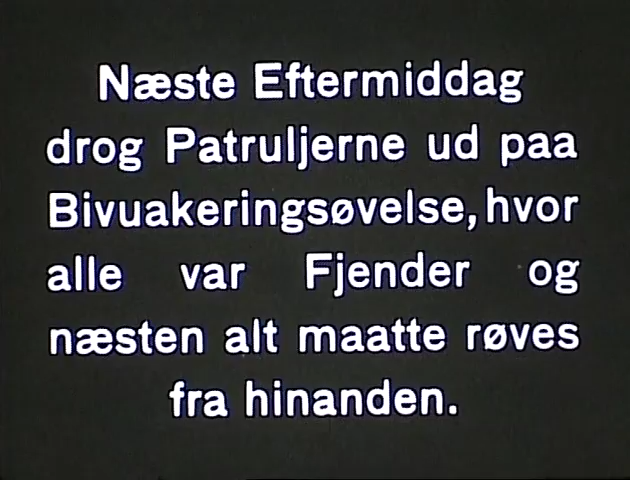 Næste Eftermiddag
drog Patruljerne ud paa
Bivuakeringsøvelse, hvor
alle var Fjender og
næsten alt maatte røves
fra hinanden.